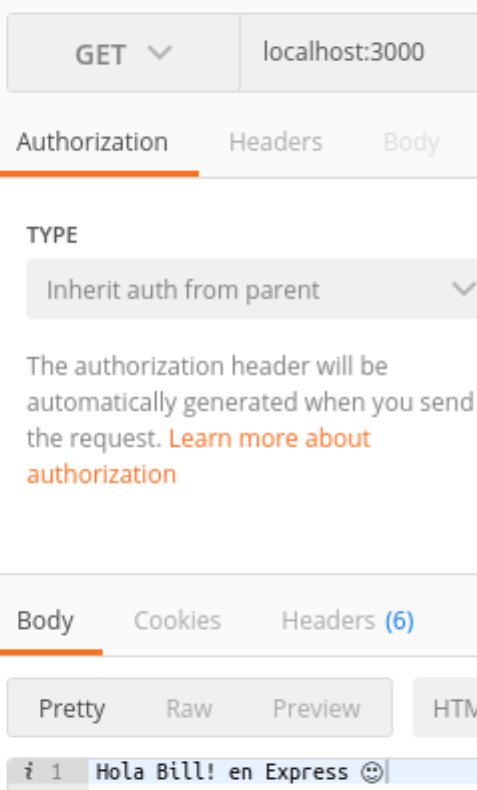 GET localhost:3000
Authorization Headers Body
TYPE
Inherit auth from parent
The authorization header will be
automatically generated when you send
the request. Learn more about
authorization
Body Cookies Headers (6)
Pretty Raw Preview HTM
i 1 Hola Bill! en Express ☺